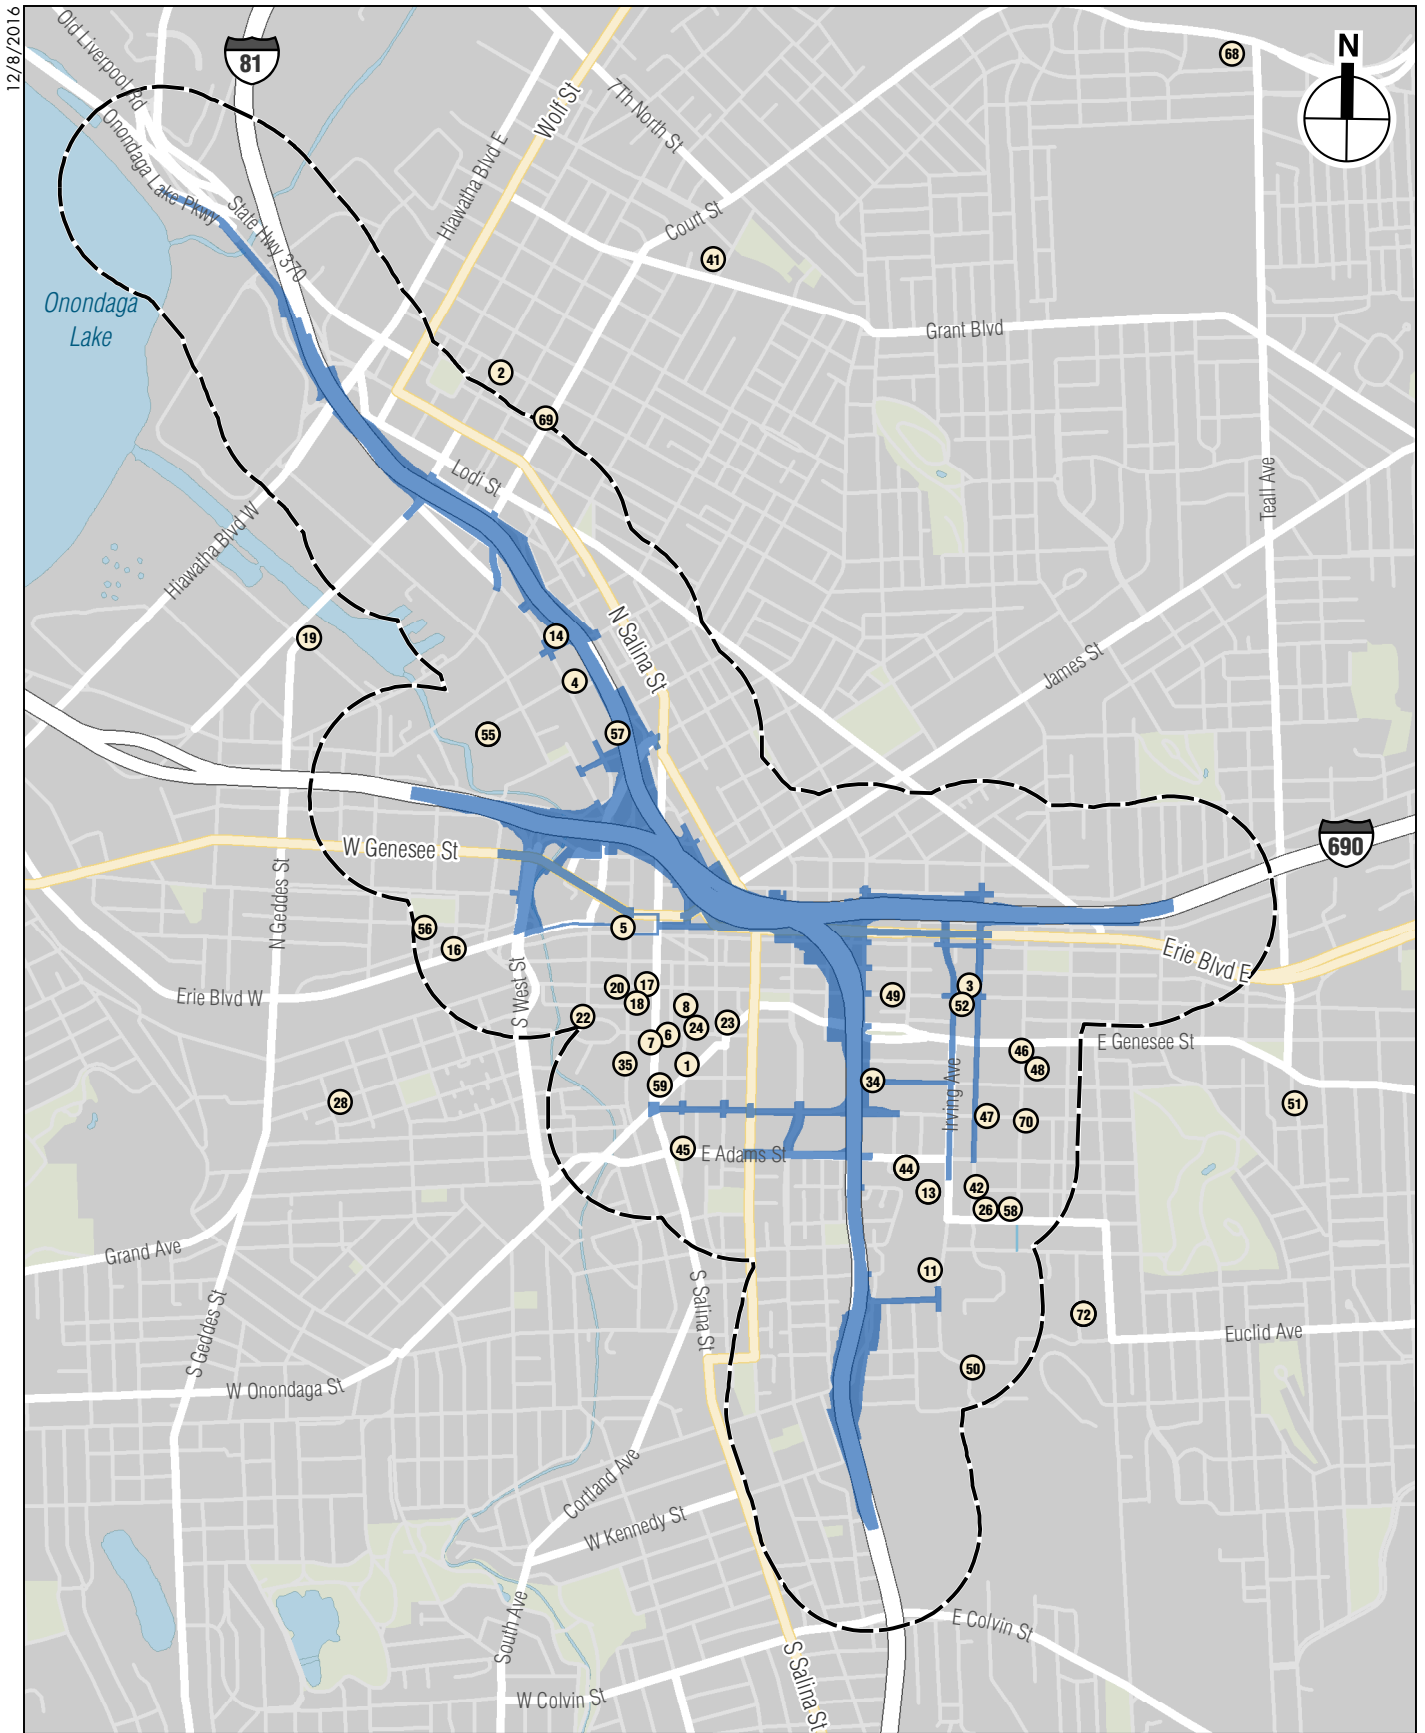 12/8/2016
Old Liverpool Rd
81
N
68
Onondaga Lake Pkwy
State Hwy 370
Hiawatha Blvd E
Wolf St
7Th North St
Court St
41
Onondaga
Lake
Grant Blvd
2
69
Lodi St
Teall Ave
Hiawatha Blvd W
19
14
4
N Salina St
James St
55
57
690
W Genesee St
N Geddes St
56
16
5
Erie Blvd E
Erie Blvd W
S West St
20
17
18
8
22
24
23
6
7
35
1
59
49
3
52
46
48
E Genesee St
Irving Ave
34
47
70
51
28
45
E Adams St
44
13
42
26
58
Grand Ave
11
S Salina St
72
S Geddes St
Euclid Ave
50
W Onondaga St
Cortland Ave
W Kennedy St
South Ave
E Colvin St
S Salina St
W Colvin St